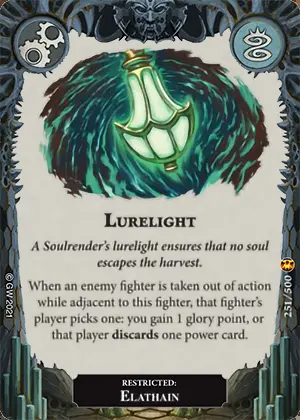 LURELIGHT
A Soulrender's lurelight ensures that no soul
escapes the harvest.
When an enemy fighter is taken out of action
while adjacent to this fighter, that fighter's
player picks one: you gain 1 glory point, or
that player discards one power card.
© GW 2021
251/500
RESTRICTED:
ELATHAIN